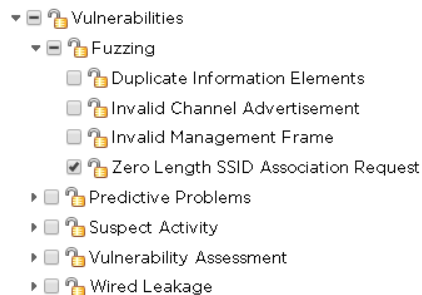 Vulnerabilities
Fuzzing
Duplicate Information Elements
Invalid Channel Advertisement
Invalid Management Frame
Zero Length SSID Association Request
Predictive Problems
Suspect Activity
Vulnerability Assessment
Wired Leakage